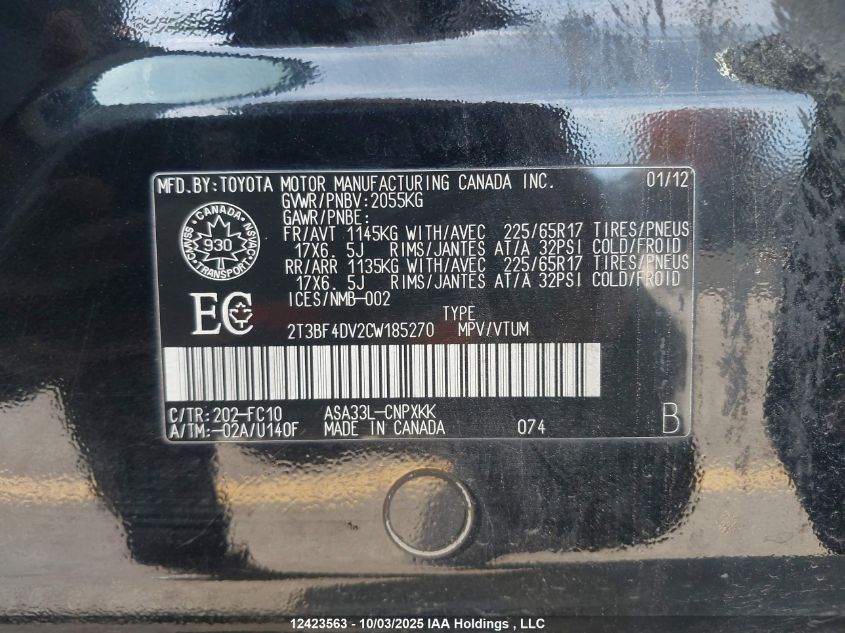 MFD.BY:TOYOTA MOTOR MANUFACTURING CANADA INC. 01/12
GVWR/PNBV:2055KG
GAWR/PNBE:
FR/AVT 1145KG WITH/AVEC 225/65R17 TIRES/PNEUS
17X6. 5J RIMS/JANTES AT/A 32PSI COLD/FROID
RR/ARR 1135KG WITH/AVEC 225/65R17 TIRES/PNEUS
17X6. 5J RIMS/JANTES AT/A 32PSI COLD/FROID
ICES/NMB-002
CANADA
CMVSS
930
NSVAC
TRANSPORT
EC
TYPE
2T3BF4DV2CW185270 MPV/VTUM
C/TR:202-FC10 ASA33L-CNPXKK
A/TM:-02A/U140F MADE IN CANADA 074 B
12423563 - 10/03/2025 IAA Holdings , LLC